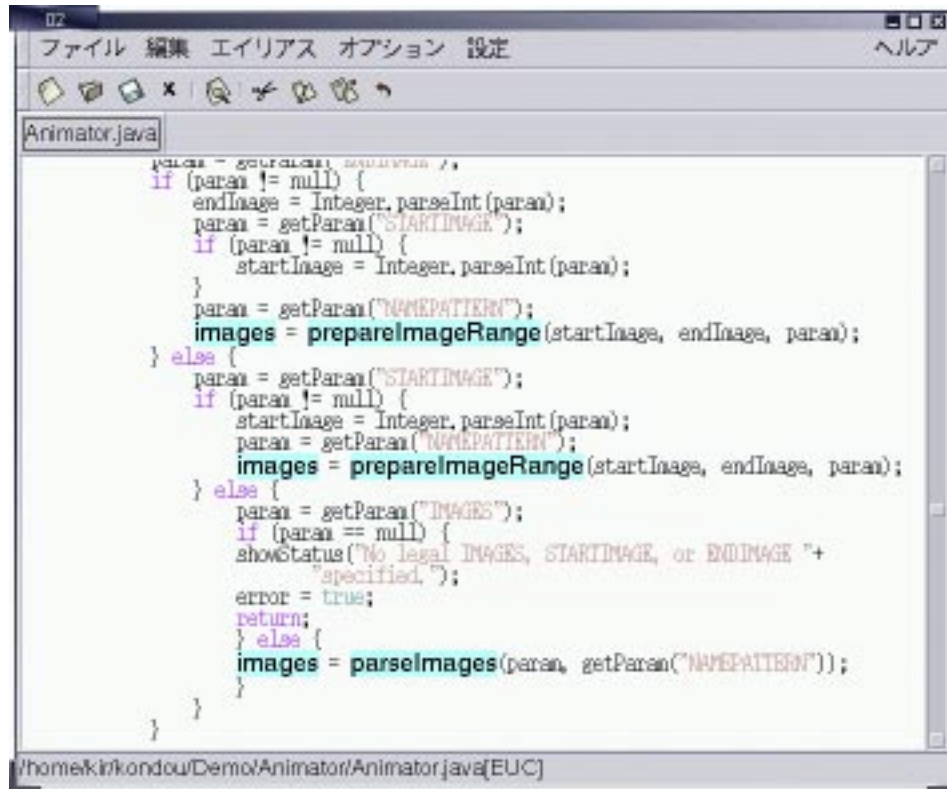 02
ファイル 編集 エイリアス オプション 設定 ヘルプ
Animator.java
param = getParam("ENDIMAGE");
if (param != null) {
endImage = Integer.parseInt(param);
param = getParam("STARTIMAGE");
if (param != null) {
startImage = Integer.parseInt(param);
}
param = getParam("NAMEPATTERN");
images = prepareImageRange(startImage, endImage, param);
} else {
param = getParam("STARTIMAGE");
if (param != null) {
startImage = Integer.parseInt(param);
param = getParam("NAMEPATTERN");
images = prepareImageRange(startImage, endImage, param);
} else {
param = getParam("IMAGES");
if (param == null) {
showStatus("No legal IMAGES, STARTIMAGE, or ENDIMAGE "+
"specified.");
error = true;
return;
} else {
images = parseImages(param, getParam("NAMEPATTERN"));
}
}
}
/home/kir/kondou/Demo/Animator/Animator.java[EUC]